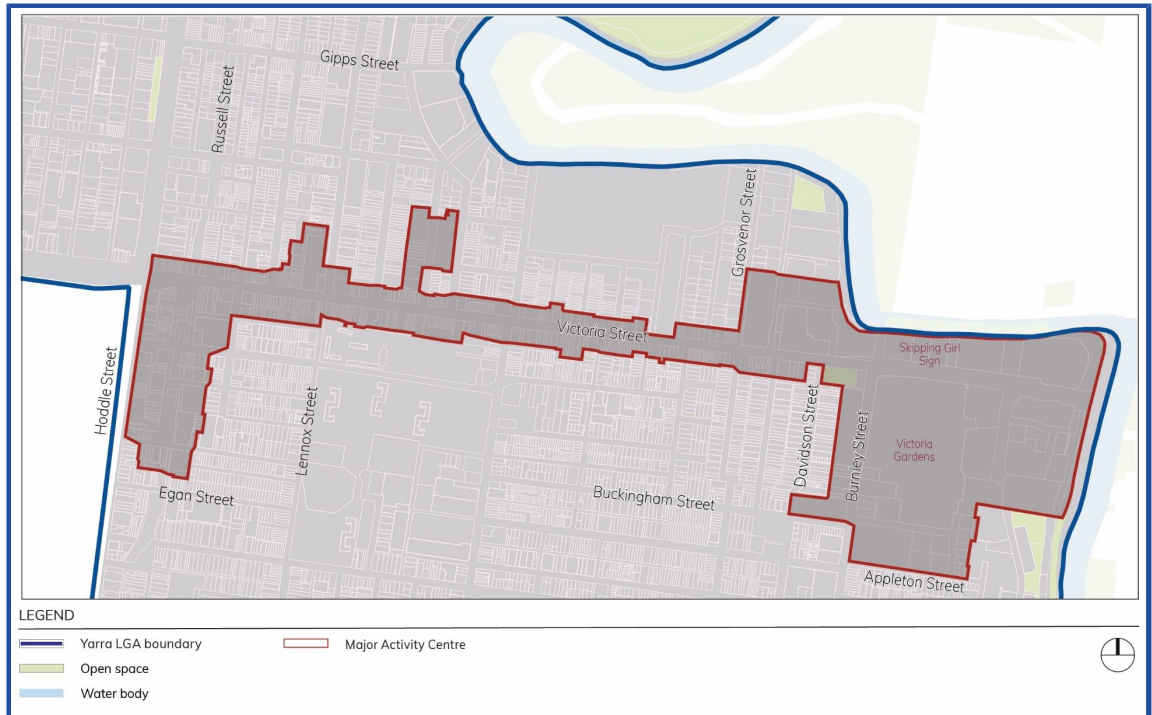 Gipps Street
Russell Street
Grosvenor Street
Victoria Street
Skipping Girl
Sign
Hoddle Street
Lennox Street
Davidson Street
Burnley Street
Victoria
Gardens
Egan Street
Buckingham Street
Appleton Street
LEGEND
Yarra LGA boundary
Major Activity Centre
Open space
Water body